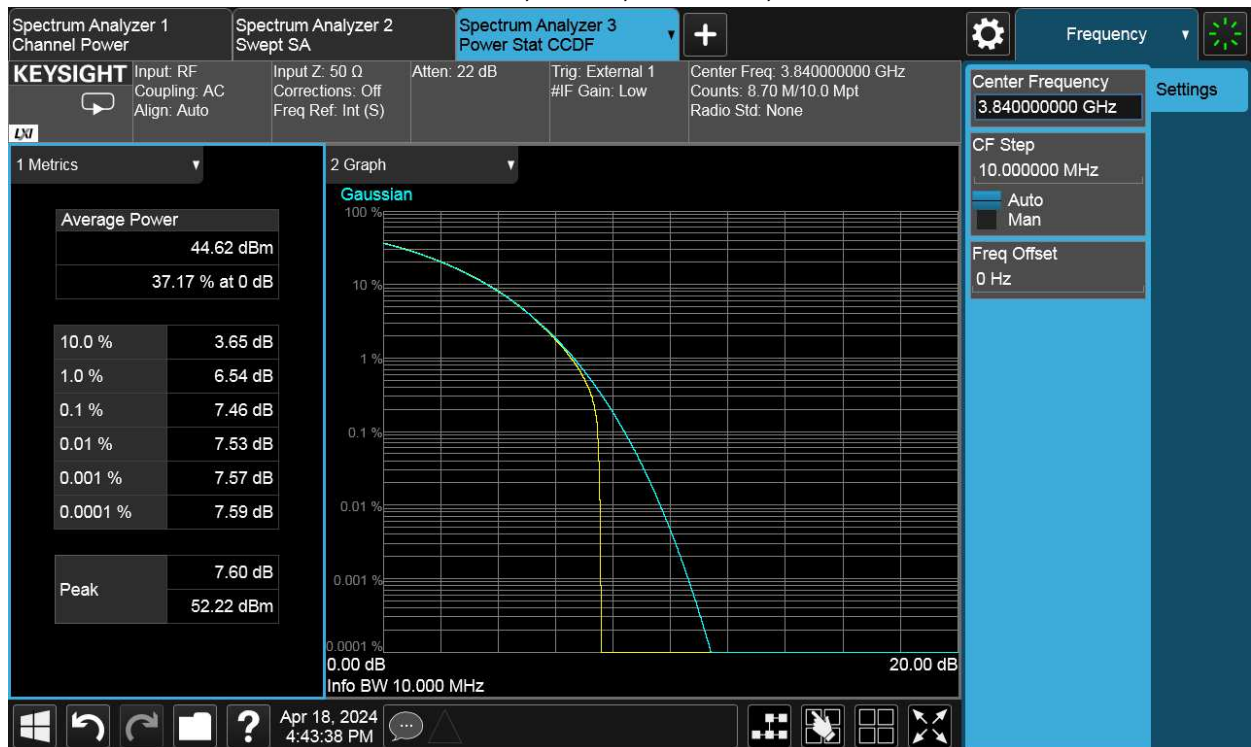 Spectrum Analyzer 1
Channel Power
Spectrum Analyzer 2
Swept SA
Spectrum Analyzer 3
Power Stat CCDF
Frequency
KEYSIGHT
LXI
Input: RF
Coupling: AC
Align: Auto
Input Z: 50 Ω
Corrections: Off
Freq Ref: Int (S)
Atten: 22 dB
Trig: External 1
#IF Gain: Low
Center Freq: 3.840000000 GHz
Counts: 8.70 M/10.0 Mpt
Radio Std: None
Center Frequency
3.840000000 GHz
Settings
CF Step
10.000000 MHz
Auto
Man
Freq Offset
0 Hz
1 Metrics
Average Power
44.62 dBm
37.17 % at 0 dB
10.0 % 3.65 dB
1.0 % 6.54 dB
0.1 % 7.46 dB
0.01 % 7.53 dB
0.001 % 7.57 dB
0.0001 % 7.59 dB
Peak
7.60 dB
52.22 dBm
2 Graph
Gaussian
100 %
10 %
1 %
0.1 %
0.01 %
0.001 %
0.0001 %
0.00 dB 20.00 dB
Info BW 10.000 MHz
?
Apr 18, 2024
4:43:38 PM